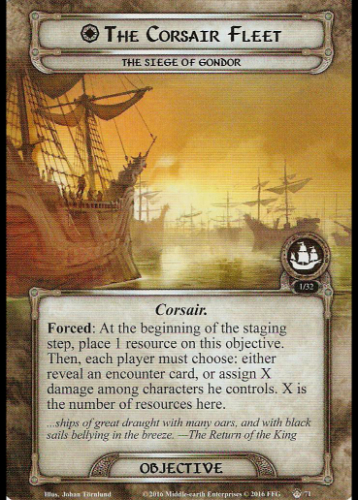 The Corsair Fleet
The Siege of Gondor
1/32
Corsair.
Forced: At the beginning of the staging
step, place 1 resource on this objective.
Then, each player must choose: either
reveal an encounter card, or assign X
damage among characters he controls. X is
the number of resources here.
...ships of great draught with many oars, and with black
sails bellying in the breeze. —The Return of the King
Objective
Illus. Johan Törnlund
©2016 Middle-earth Enterprises © 2016 FFG
71